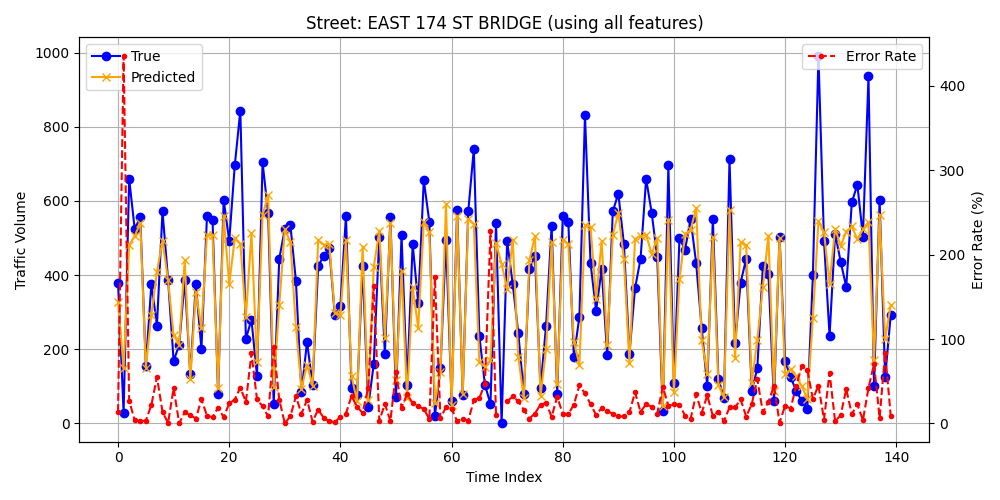 Street: EAST 174 ST BRIDGE (using all features)
True
Predicted
Error Rate
1000
800
600
400
200
0
400
300
200
100
0
Traffic Volume
Error Rate (%)
0 20 40 60 80 100 120 140
Time Index